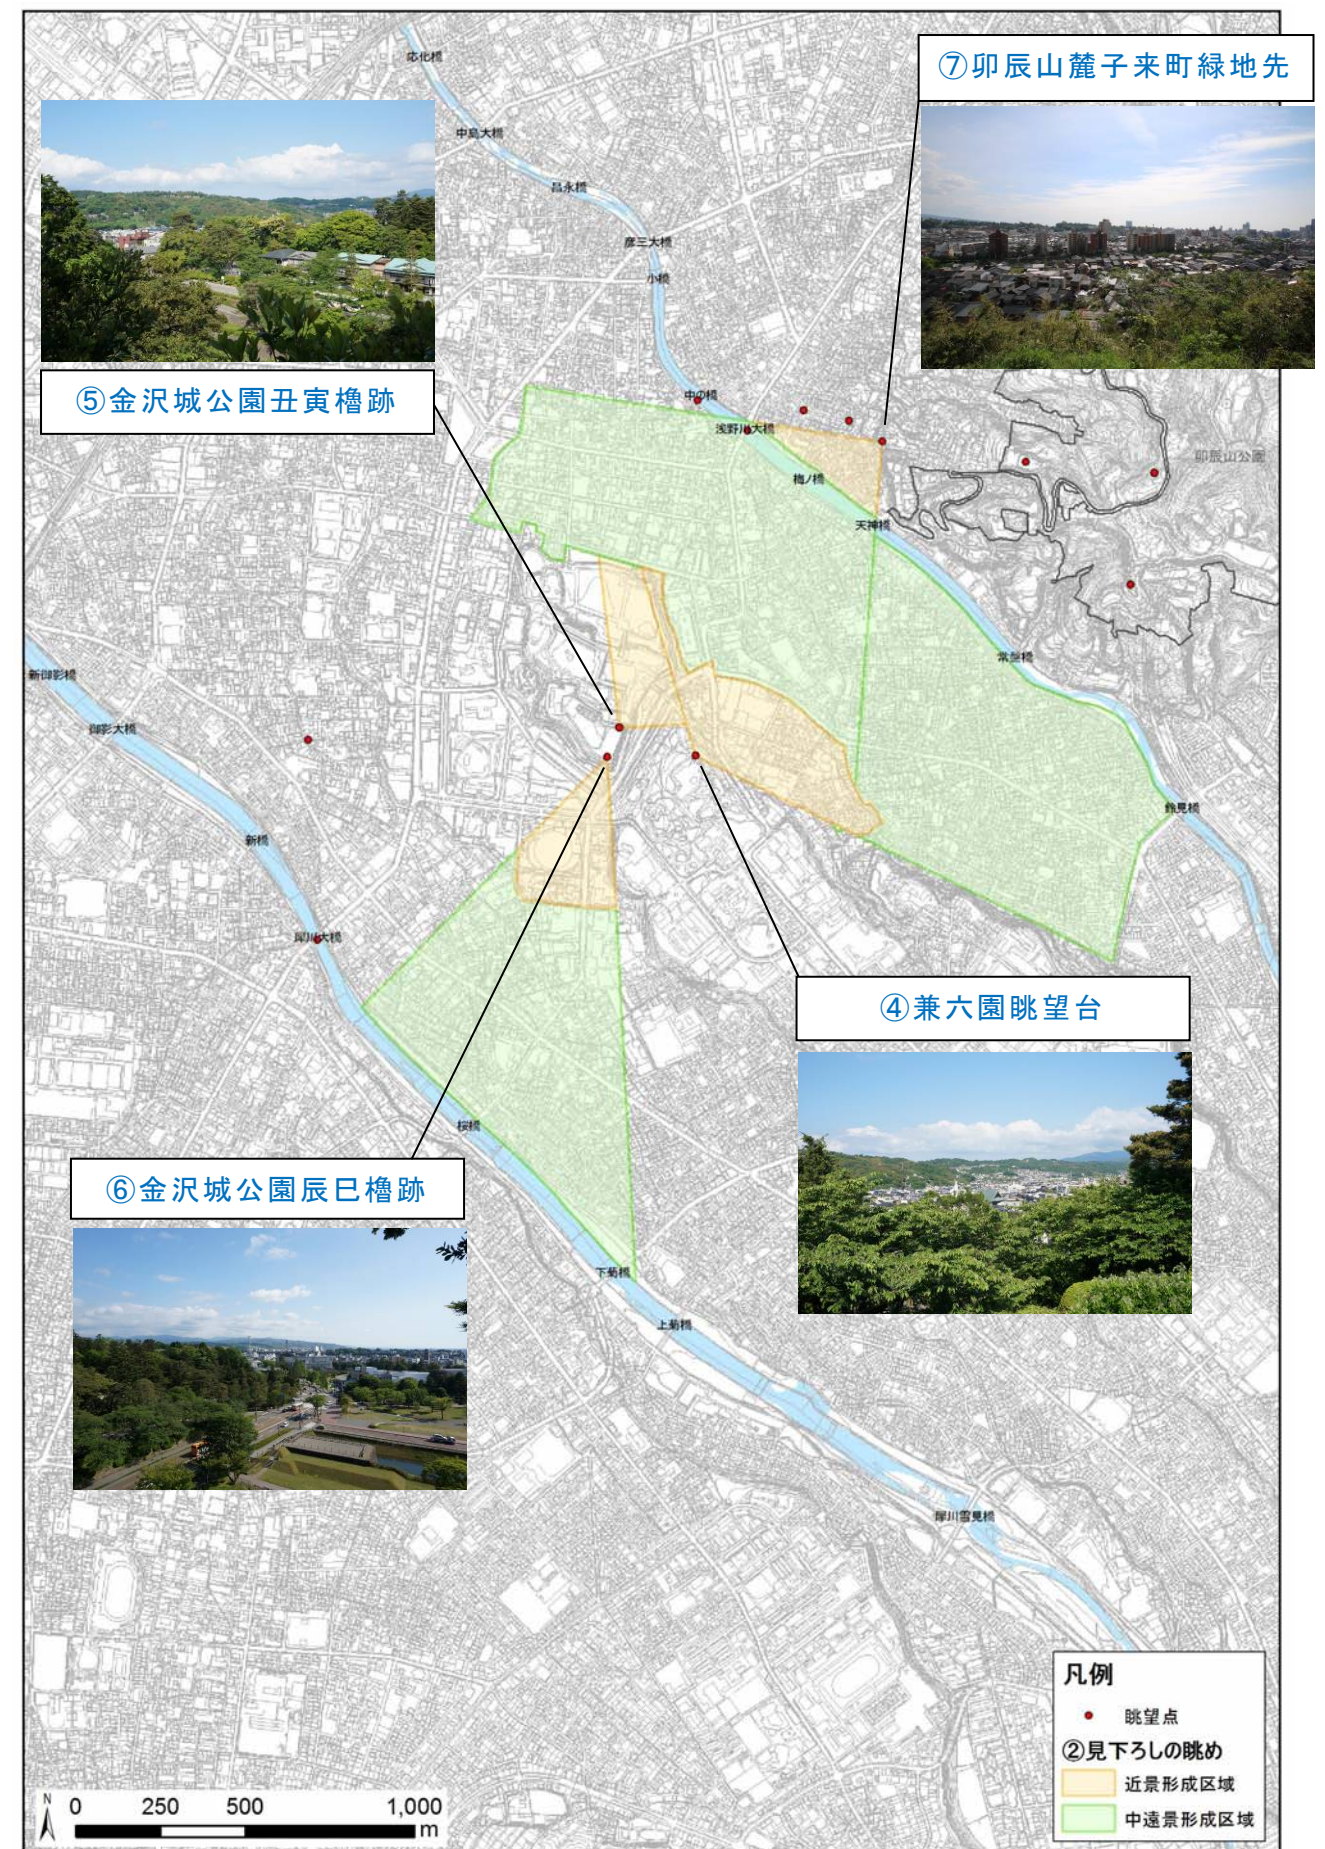 応化橋
⑦卯辰山麓子来町緑地先
中島大橋
昌永橋
彦三大橋
小橋
⑤金沢城公園丑寅櫓跡
中の橋
浅野川大橋
卯辰山公園
梅ノ橋
天神橋
常盤橋
新御影橋
御影大橋
鈴見橋
新橋
犀川大橋
④兼六園眺望台
桜橋
⑥金沢城公園辰巳櫓跡
下菊橋
上菊橋
犀川雪見橋
凡例
眺望点
②見下ろしの眺め
近景形成区域
中遠景形成区域
N
0 250 500 1,000
m